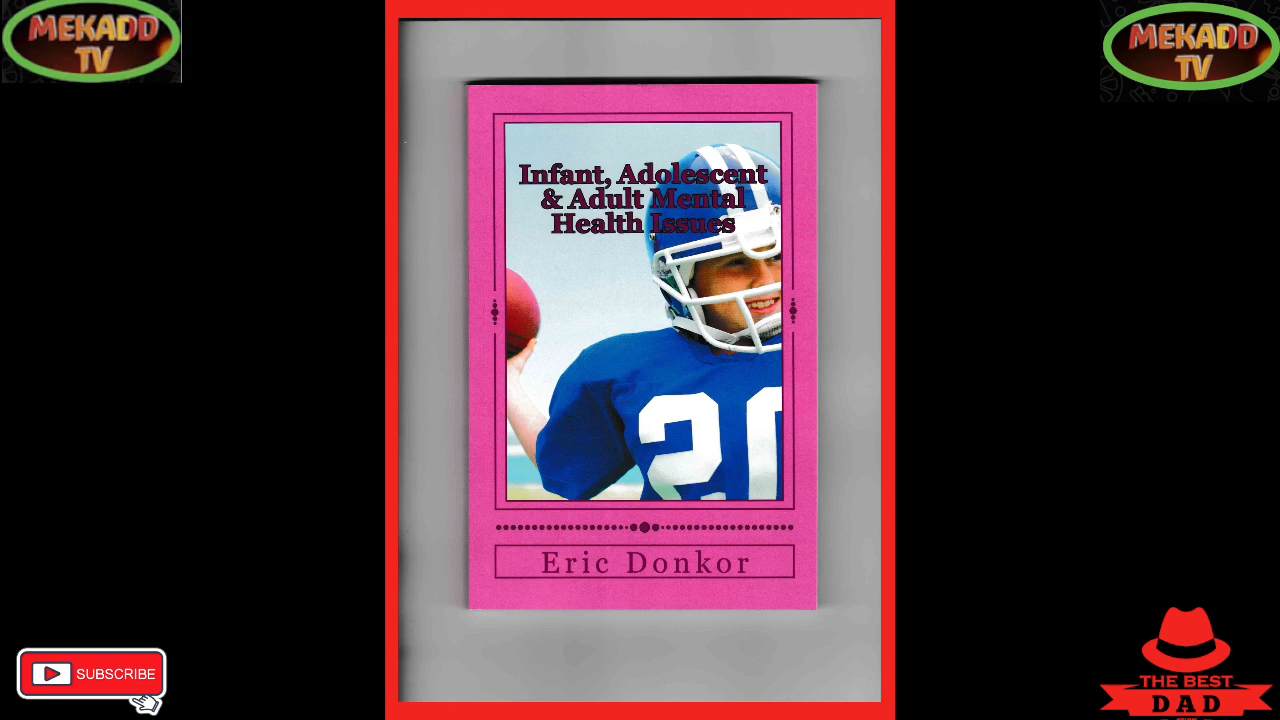 MEKADD
TV
MEKADD
TV
Infant, Adolescent
& Adult Mental
Health Issues
20
Eric Donkor
SUBSCRIBE
THE BEST
DAD